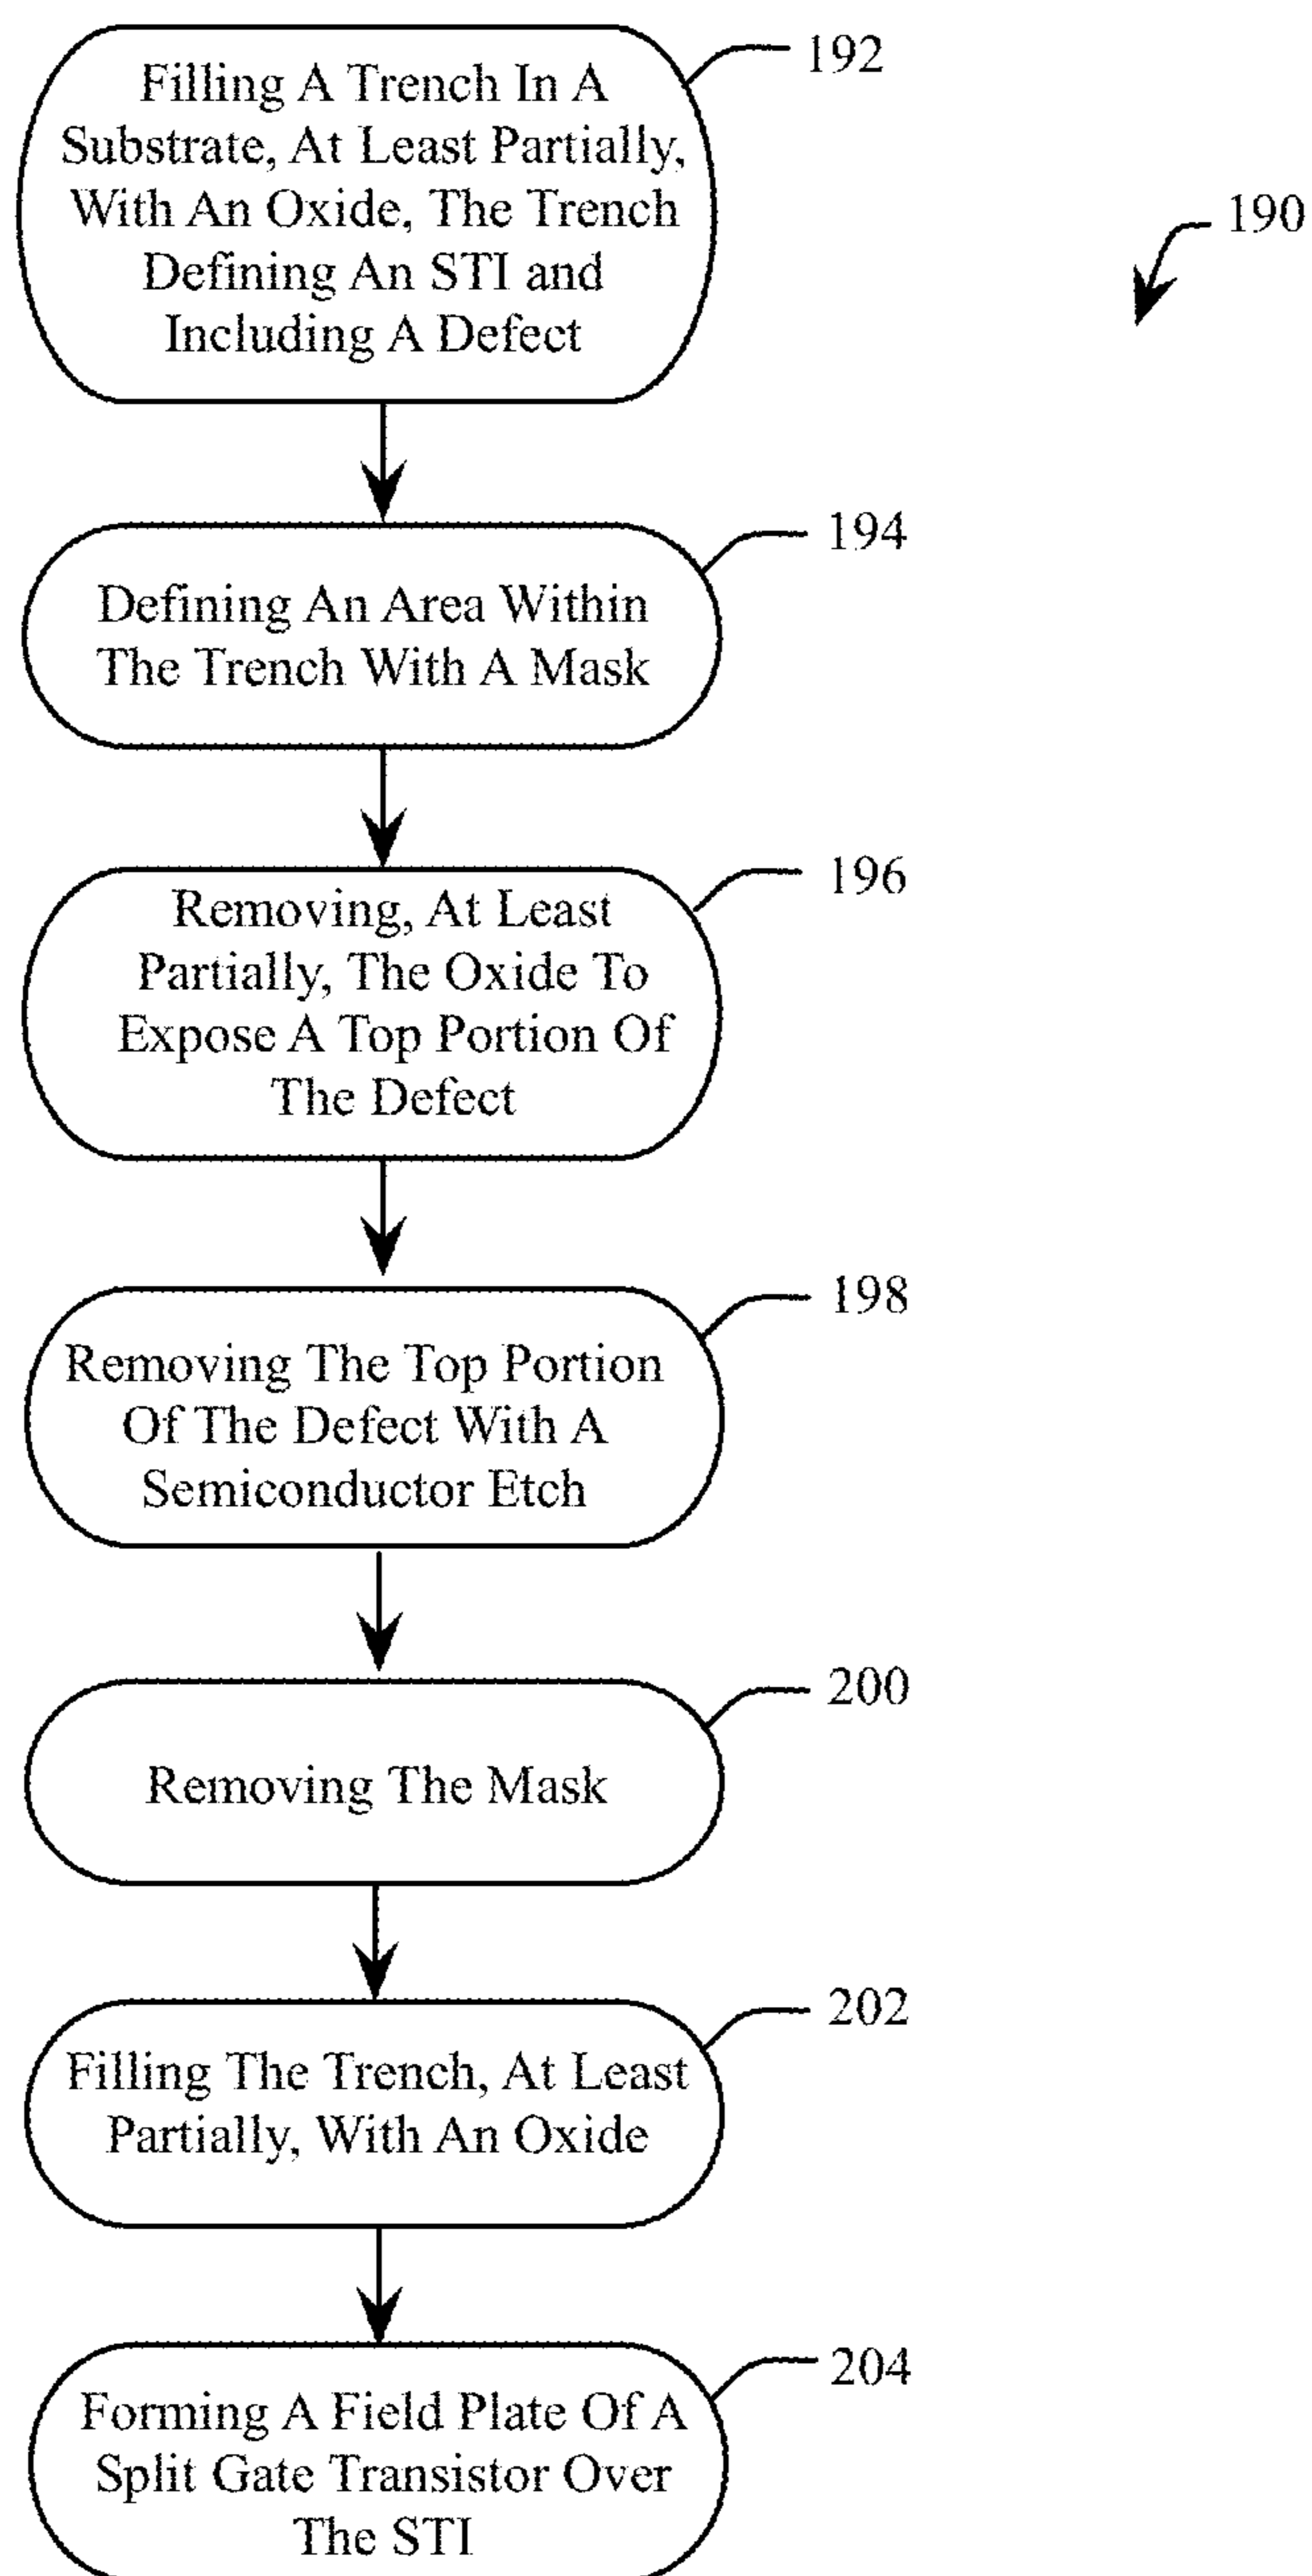 192
Filling A Trench In A
Substrate, At Least Partially,
With An Oxide, The Trench
Defining An STI and
Including A Defect
190
194
Defining An Area Within
The Trench With A Mask
196
Removing, At Least
Partially, The Oxide To
Expose A Top Portion Of
The Defect
198
Removing The Top Portion
Of The Defect With A
Semiconductor Etch
200
Removing The Mask
202
Filling The Trench, At Least
Partially, With An Oxide
204
Forming A Field Plate Of A
Split Gate Transistor Over
The STI